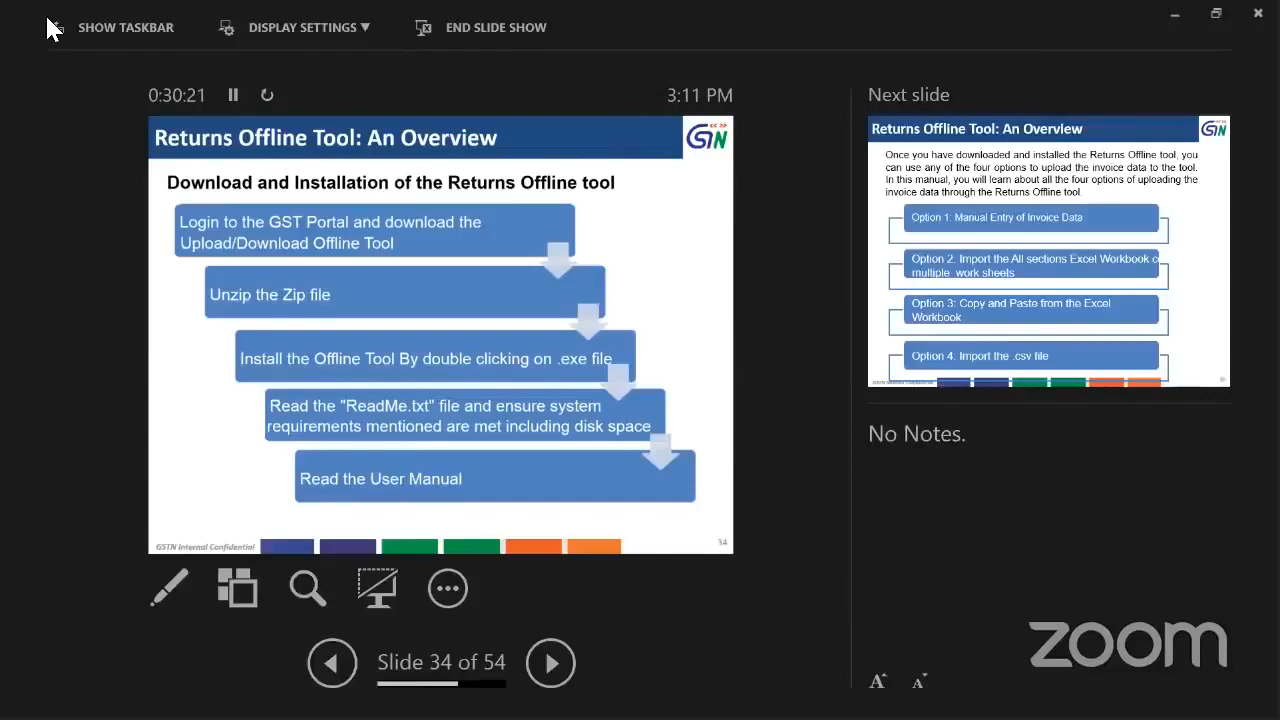 SHOW TASKBAR
DISPLAY SETTINGS ▼
END SLIDE SHOW
0:30:21
3:11 PM
Returns Offline Tool: An Overview
GSTN
Download and Installation of the Returns Offline tool
Login to the GST Portal and download the
Upload/Download Offline Tool
Unzip the Zip file
Install the Offline Tool By double clicking on .exe file
Read the "ReadMe.txt" file and ensure system
requirements mentioned are met including disk space
Read the User Manual
GSTN Internal Confidential
34
Slide 34 of 54
Next slide
Returns Offline Tool: An Overview
GSTN
Once you have downloaded and installed the Returns Offline tool, you
can use any of the four options to upload the invoice data to the tool.
In this manual, you will learn about all the four options of uploading the
invoice data through the Returns Offline tool.
Option 1: Manual Entry of Invoice Data
Option 2. Import the All sections Excel Workbook c
multiple work sheets
Option 3: Copy and Paste from the Excel
Workbook
Option 4. Import the .csv file
GSTN Internal Confidential
No Notes.
zoom
A A